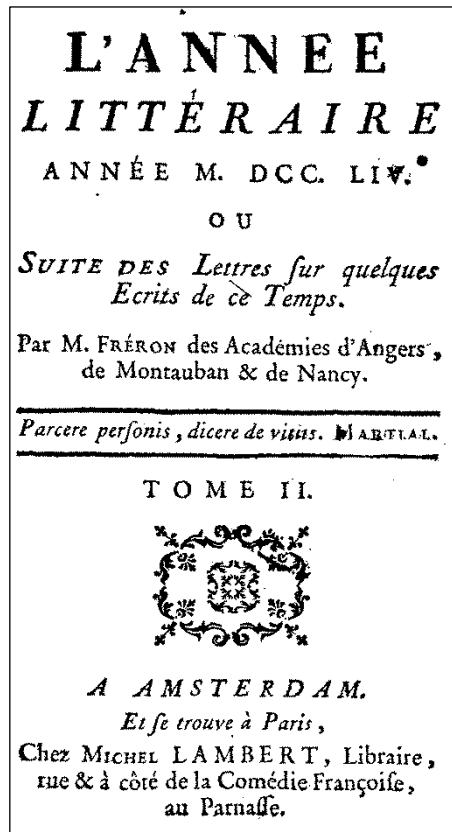 L'ANNEE
LITTÉRAIRE
ANNÉE M. DCC. LIV.
OU
SUITE DES Lettres ſur quelques
Ecrits de ce Temps.
Par M. FRÉRON des Académies d'Angers,
de Montauban & de Nancy.
Parcere perſonis, dicere de vitiis. MARTIAL.
TOME II.
A AMSTERDAM.
Et ſe trouve à Paris,
Chez MICHEL LAMBERT, Libraire,
rue & à côté de la Comédie Françoiſe,
au Parnaſſe.